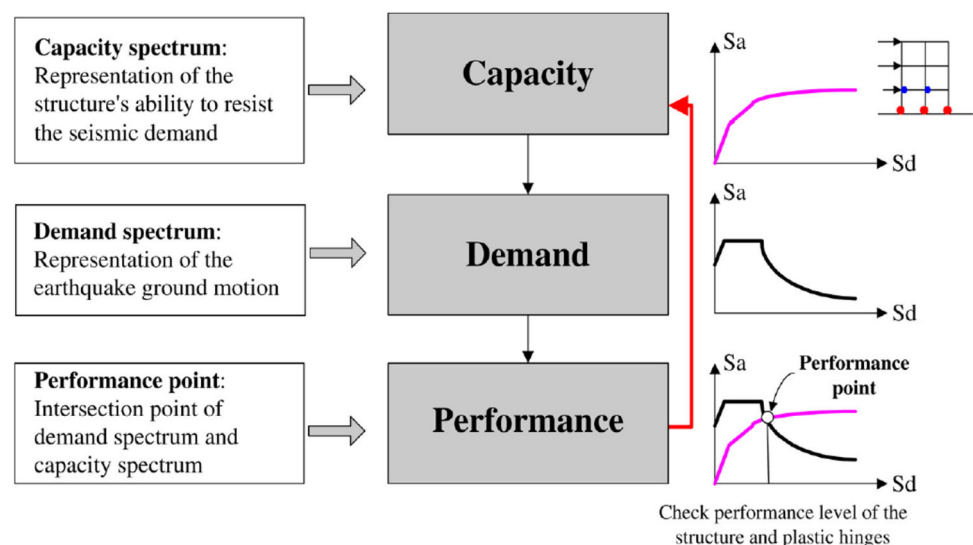 Capacity spectrum:
Representation of the
structure's ability to resist
the seismic demand
Capacity
Sa
Sd
Demand spectrum:
Representation of the
earthquake ground motion
Demand
Sa
Sd
Performance point:
Intersection point of
demand spectrum and
capacity spectrum
Performance
Sa
Performance
point
Sd
Check performance level of the
structure and plastic hinges